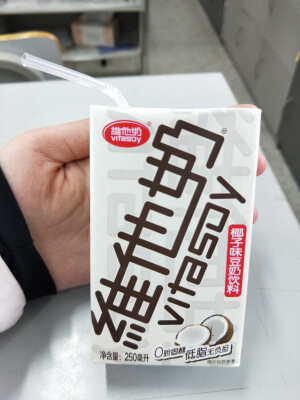 維他奶
VITASOY
維他奶
vitasoy
椰子味豆奶饮料
0胆固醇
低脂无负担
净含量: 250毫升